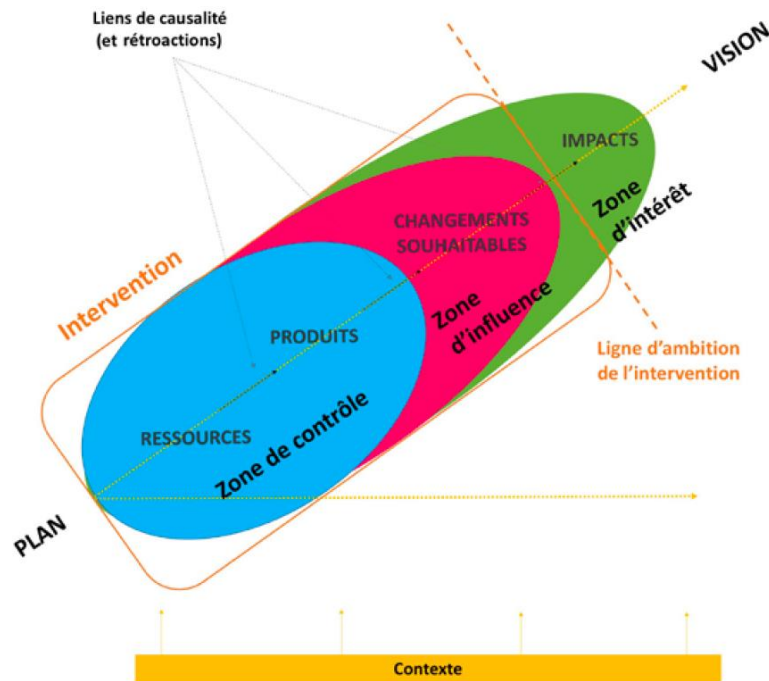 Liens de causalité
(et rétroactions)
VISION
IMPACTS
Zone
d'intérêt
CHANGEMENTS
SOUHAITABLES
Intervention
Zone
d'influence
PRODUITS
Ligne d'ambition
de l'intervention
RESSOURCES
Zone de contrôle
PLAN
Contexte